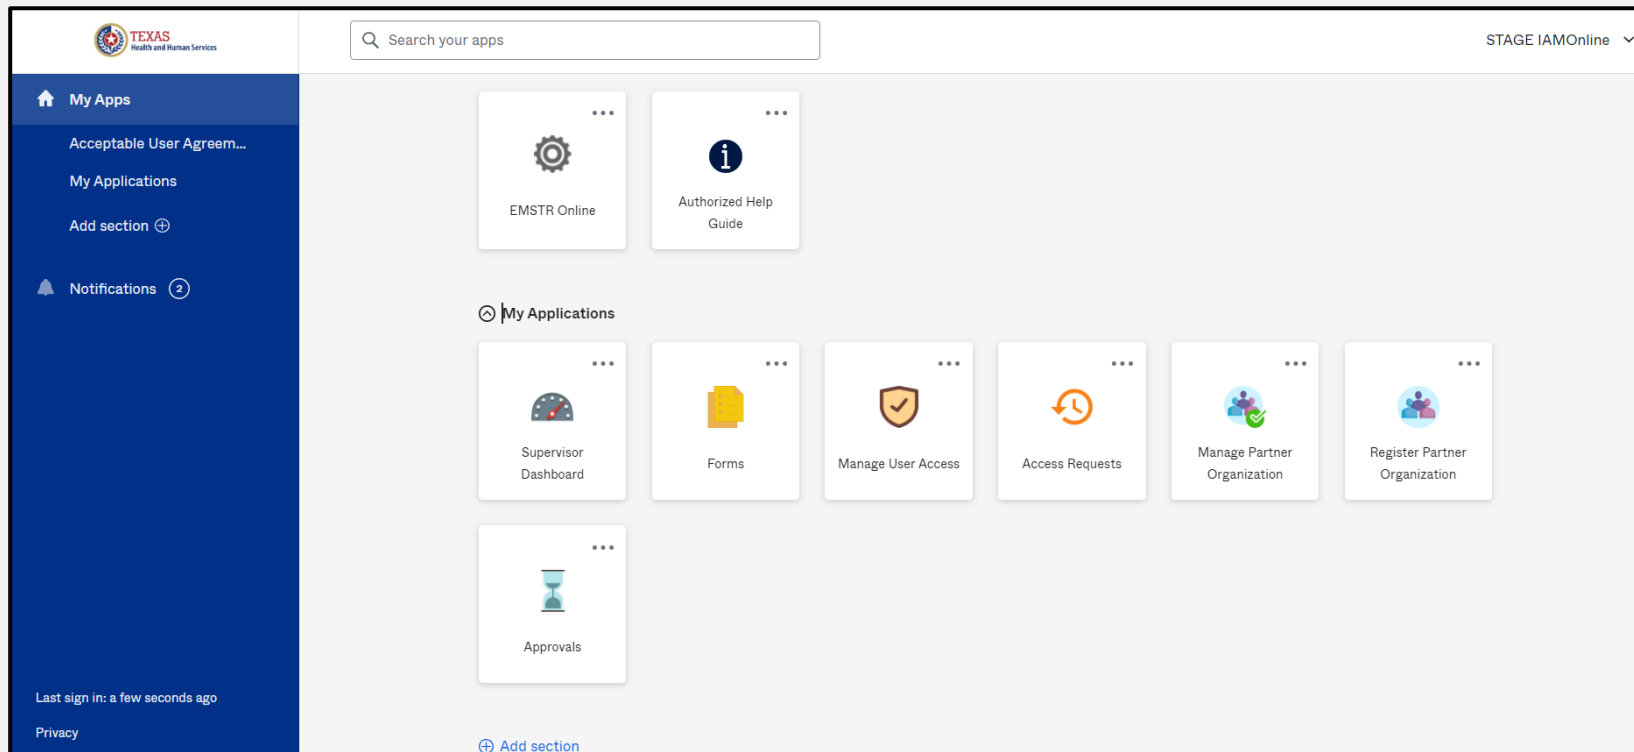 TEXAS
Health and Human Services
Search your apps
STAGE IAMOnline
My Apps
Acceptable User Agreem...
My Applications
Add section
Notifications 2
Last sign in: a few seconds ago
Privacy
EMSTR Online
Authorized Help
Guide
My Applications
Supervisor
Dashboard
Forms
Manage User Access
Access Requests
Manage Partner
Organization
Register Partner
Organization
Approvals
Add section